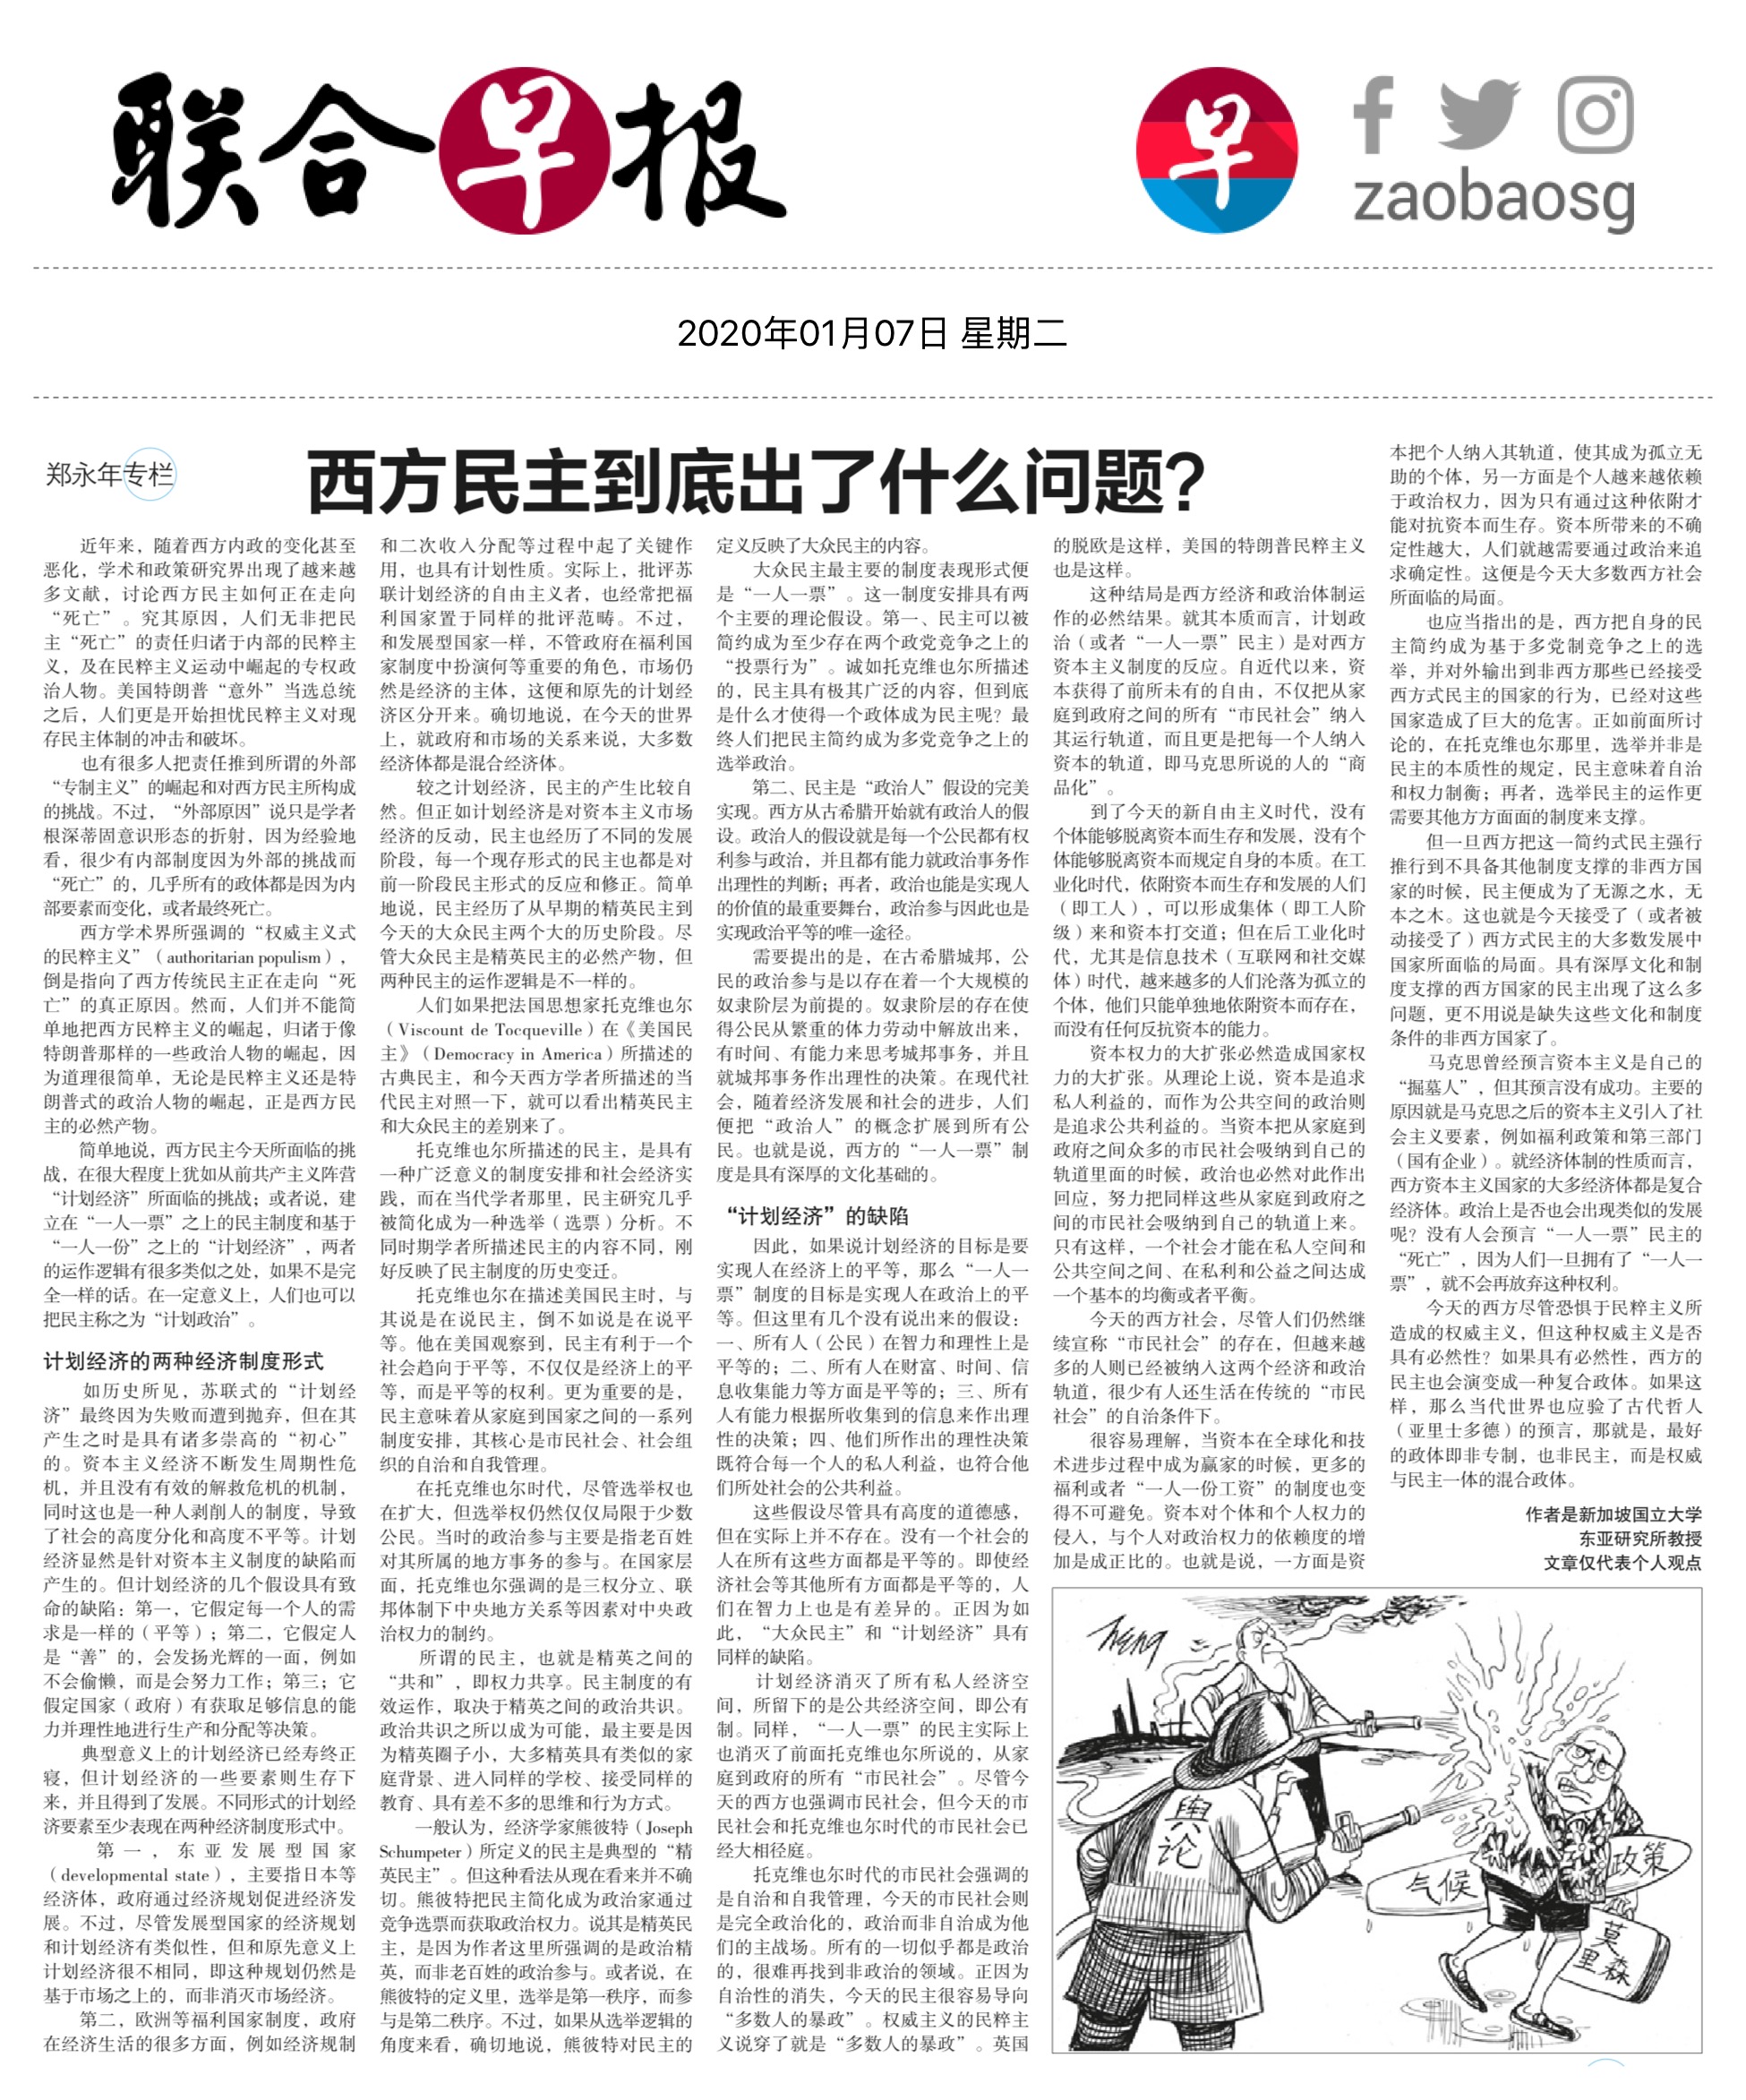 联合早报
早
zaobaosg
2020年01月07日 星期二
郑永年专栏
西方民主到底出了什么问题?
近年来，随着西方内政的变化甚至
恶化，学术和政策研究界出现了越来越
多文献，讨论西方民主如何正在走向
“死亡”。究其原因，人们无非把民
主“死亡”的责任归诸于内部的民粹主
义，及在民粹主义运动中崛起的专权政
治人物。美国特朗普“意外”当选总统
之后，人们更是开始担忧民粹主义对现
存民主体制的冲击和破坏。
也有很多人把责任推到所谓的外部
“专制主义”的崛起和对西方民主所构成
的挑战。不过，“外部原因”说只是学者
根深蒂固意识形态的折射，因为经验地
看，很少有内部制度因为外部的挑战而
“死亡”的，几乎所有的政体都是因为内
部要素而变化，或者最终死亡。
西方学术界所强调的“权威主义式
的民粹主义”（authoritarian populism），
倒是指向了西方传统民主正在走向“死
亡”的真正原因。然而，人们并不能简
单地把西方民粹主义的崛起，归诸于像
特朗普那样的一些政治人物的崛起，因
为道理很简单，无论是民粹主义还是特
朗普式的政治人物的崛起，正是西方民
主的必然产物。
简单地说，西方民主今天所面临的挑
战，在很大程度上犹如从前共产主义阵营
“计划经济”所面临的挑战；或者说，建
立在“一人一票”之上的民主制度和基于
“一人一份”之上的“计划经济”，两者
的运作逻辑有很多类似之处，如果不是完
全一样的话。在一定意义上，人们也可以
把民主称之为“计划政治”。
计划经济的两种经济制度形式
如历史所见，苏联式的“计划经
济”最终因为失败而遭到抛弃，但在其
产生之时是具有诸多崇高的“初心”
的。资本主义经济不断发生周期性危
机，并且没有有效的解救危机的机制，
同时这也是一种人剥削人的制度，导致
了社会的高度分化和高度不平等。计划
经济显然是针对资本主义制度的缺陷而
产生的。但计划经济的几个假设具有致
命的缺陷：第一，它假定每一个人的需
求是一样的（平等）；第二，它假定人
是“善”的，会发扬光辉的一面，例如
不会偷懒，而是会努力工作；第三；它
假定国家（政府）有获取足够信息的能
力并理性地进行生产和分配等决策。
典型意义上的计划经济已经寿终正
寝，但计划经济的一些要素则生存下
来，并且得到了发展。不同形式的计划经
济要素至少表现在两种经济制度形式中。
第一，东亚发展型国家
（developmental state），主要指日本等
经济体，政府通过经济规划促进经济发
展。不过，尽管发展型国家的经济规划
和计划经济有类似性，但和原先意义上
计划经济很不相同，即这种规划仍然是
基于市场之上的，而非消灭市场经济。
第二，欧洲等福利国家制度，政府
在经济生活的很多方面，例如经济规制
和二次收入分配等过程中起了关键作
用，也具有计划性质。实际上，批评苏
联计划经济的自由主义者，也经常把福
利国家置于同样的批评范畴。不过，
和发展型国家一样，不管政府在福利国
家制度中扮演何等重要的角色，市场仍
然是经济的主体，这便和原先的计划经
济区分开来。确切地说，在今天的世界
上，就政府和市场的关系来说，大多数
经济体都是混合经济体。
较之计划经济，民主的产生比较自
然。但正如计划经济是对资本主义市场
经济的反动，民主也经历了不同的发展
阶段，每一个现存形式的民主也都是对
前一阶段民主形式的反应和修正。简单
地说，民主经历了从早期的精英民主到
今天的大众民主两个大的历史阶段。尽
管大众民主是精英民主的必然产物，但
两种民主的运作逻辑是不一样的。
人们如果把法国思想家托克维也尔
（Viscount de Tocqueville）在《美国民
主》（Democracy in America）所描述的
古典民主，和今天西方学者所描述的当
代民主对照一下，就可以看出精英民主
和大众民主的差别来了。
托克维也尔所描述的民主，是具有
一种广泛意义的制度安排和社会经济实
践，而在当代学者那里，民主研究几乎
被简化成为一种选举（选票）分析。不
同时期学者所描述民主的内容不同，刚
好反映了民主制度的历史变迁。
托克维也尔在描述美国民主时，与
其说是在说民主，倒不如说是在说平
等。他在美国观察到，民主有利于一个
社会趋向于平等，不仅仅是经济上的平
等，而是平等的权利。更为重要的是，
民主意味着从家庭到国家之间的一系列
制度安排，其核心是市民社会、社会组
织的自治和自我管理。
在托克维也尔时代，尽管选举权也
在扩大，但选举权仍然仅仅局限于少数
公民。当时的政治参与主要是指老百姓
对其所属的地方事务的参与。在国家层
面，托克维也尔强调的是三权分立、联
邦体制下中央地方关系等因素对中央政
治权力的制约。
所谓的民主，也就是精英之间的
“共和”，即权力共享。民主制度的有
效运作，取决于精英之间的政治共识。
政治共识之所以成为可能，最主要是因
为精英圈子小，大多精英具有类似的家
庭背景、进入同样的学校、接受同样的
教育、具有差不多的思维和行为方式。
一般认为，经济学家熊彼特（Joseph
Schumpeter）所定义的民主是典型的“精
英民主”。但这种看法从现在看来并不确
切。熊彼特把民主简化成为政治家通过
竞争选票而获取政治权力。说其是精英民
主，是因为作者这里所强调的是政治精
英，而非老百姓的政治参与。或者说，在
熊彼特的定义里，选举是第一秩序，而参
与是第二秩序。不过，如果从选举逻辑的
角度来看，确切地说，熊彼特对民主的
定义反映了大众民主的内容。
大众民主最主要的制度表现形式便
是“一人一票”。这一制度安排具有两
个主要的理论假设。第一、民主可以被
简约成为至少存在两个政党竞争之上的
“投票行为”。诚如托克维也尔所描述
的，民主具有极其广泛的内容，但到底
是什么才使得一个政体成为民主呢？最
终人们把民主简约成为多党竞争之上的
选举政治。
第二、民主是“政治人”假设的完美
实现。西方从古希腊开始就有政治人的假
设。政治人的假设就是每一个公民都有权
利参与政治，并且都有能力就政治事务作
出理性的判断；再者，政治也能是实现人
的价值的最重要舞台，政治参与因此也是
实现政治平等的唯一途径。
需要提出的是，在古希腊城邦，公
民的政治参与是以存在着一个大规模的
奴隶阶层为前提的。奴隶阶层的存在使
得公民从繁重的体力劳动中解放出来，
有时间、有能力来思考城邦事务，并且
就城邦事务作出理性的决策。在现代社
会，随着经济发展和社会的进步，人们
便把“政治人”的概念扩展到所有公
民。也就是说，西方的“一人一票”制
度是具有深厚的文化基础的。
“计划经济”的缺陷
因此，如果说计划经济的目标是要
实现人在经济上的平等，那么“一人一
票”制度的目标是实现人在政治上的平
等。但这里有几个没有说出来的假设：
一、所有人（公民）在智力和理性上是
平等的；二、所有人在财富、时间、信
息收集能力等方面是平等的；三、所有
人有能力根据所收集到的信息来作出理
性的决策；四、他们所作出的理性决策
既符合每一个人的私人利益，也符合他
们所处社会的公共利益。
这些假设尽管具有高度的道德感，
但在实际上并不存在。没有一个社会的
人在所有这些方面都是平等的。即使经
济社会等其他所有方面都是平等的，人
们在智力上也是有差异的。正因为如
此，“大众民主”和“计划经济”具有
同样的缺陷。
计划经济消灭了所有私人经济空
间，所留下的是公共经济空间，即公有
制。同样，“一人一票”的民主实际上
也消灭了前面托克维也尔所说的，从家
庭到政府的所有“市民社会”。尽管今
天的西方也强调市民社会，但今天的市
民社会和托克维也尔时代的市民社会已
经大相径庭。
托克维也尔时代的市民社会强调的
是自治和自我管理，今天的市民社会则
是完全政治化的，政治而非自治成为他
们的主战场。所有的一切似乎都是政治
的，很难再找到非政治的领域。正因为
自治性的消失，今天的民主很容易导向
“多数人的暴政”。权威主义的民粹主
义说穿了就是“多数人的暴政”。英国
的脱欧是这样，美国的特朗普民粹主义
也是这样。
这种结局是西方经济和政治体制运
作的必然结果。就其本质而言，计划政
治（或者“一人一票”民主）是对西方
资本主义制度的反应。自近代以来，资
本获得了前所未有的自由，不仅把从家
庭到政府之间的所有“市民社会”纳入
其运行轨道，而且更是把每一个人纳入
资本的轨道，即马克思所说的人的“商
品化”。
到了今天的新自由主义时代，没有
个体能够脱离资本而生存和发展，没有个
体能够脱离资本而规定自身的本质。在工
业化时代，依附资本而生存和发展的人们
（即工人），可以形成集体（即工人阶
级）来和资本打交道；但在后工业化时
代，尤其是信息技术（互联网和社交媒
体）时代，越来越多的人们沦落为孤立的
个体，他们只能单独地依附资本而存在，
而没有任何反抗资本的能力。
资本权力的大扩张必然造成国家权
力的大扩张。从理论上说，资本是追求
私人利益的，而作为公共空间的政治则
是追求公共利益的。当资本把从家庭到
政府之间众多的市民社会吸纳到自己的
轨道里面的时候，政治也必然对此作出
回应，努力把同样这些从家庭到政府之
间的市民社会吸纳到自己的轨道上来。
只有这样，一个社会才能在私人空间和
公共空间之间、在私利和公益之间达成
一个基本的均衡或者平衡。
今天的西方社会，尽管人们仍然继
续宣称“市民社会”的存在，但越来越
多的人则已经被纳入这两个经济和政治
轨道，很少有人还生活在传统的“市民
社会”的自治条件下。
很容易理解，当资本在全球化和技
术进步过程中成为赢家的时候，更多的
福利或者“一人一份工资”的制度也变
得不可避免。资本对个体和个人权力的
侵入，与个人对政治权力的依赖度的增
加是成正比的。也就是说，一方面是资
本把个人纳入其轨道，使其成为孤立无
助的个体，另一方面是个人越来越依赖
于政治权力，因为只有通过这种依附才
能对抗资本而生存。资本所带来的不确
定性越大，人们就越需要通过政治来追
求确定性。这便是今天大多数西方社会
所面临的局面。
也应当指出的是，西方把自身的民
主简约成为基于多党制竞争之上的选
举，并对外输出到非西方那些已经接受
西方式民主的国家的行为，已经对这些
国家造成了巨大的危害。正如前面所讨
论的，在托克维也尔那里，选举并非是
民主的本质性的规定，民主意味着自治
和权力制衡；再者，选举民主的运作更
需要其他方方面面的制度来支撑。
但一旦西方把这一简约式民主强行
推行到不具备其他制度支撑的非西方国
家的时候，民主便成为了无源之水，无
本之木。这也就是今天接受了（或者被
动接受了）西方式民主的大多数发展中
国家所面临的局面。具有深厚文化和制
度支撑的西方国家的民主出现了这么多
问题，更不用说是缺失这些文化和制度
条件的非西方国家了。
马克思曾经预言资本主义是自己的
“掘墓人”，但其预言没有成功。主要的
原因就是马克思之后的资本主义引入了社
会主义要素，例如福利政策和第三部门
（国有企业）。就经济体制的性质而言，
西方资本主义国家的大多经济体都是复合
经济体。政治上是否也会出现类似的发展
呢？没有人会预言“一人一票”民主的
“死亡”，因为人们一旦拥有了“一人一
票”，就不会再放弃这种权利。
今天的西方尽管恐惧于民粹主义所
造成的权威主义，但这种权威主义是否
具有必然性？如果具有必然性，西方的
民主也会演变成一种复合政体。如果这
样，那么当代世界也应验了古代哲人
（亚里士多德）的预言，那就是，最好
的政体即非专制，也非民主，而是权威
与民主一体的混合政体。
作者是新加坡国立大学
东亚研究所教授
文章仅代表个人观点
Heng
舆论
气候
政策
莫里森